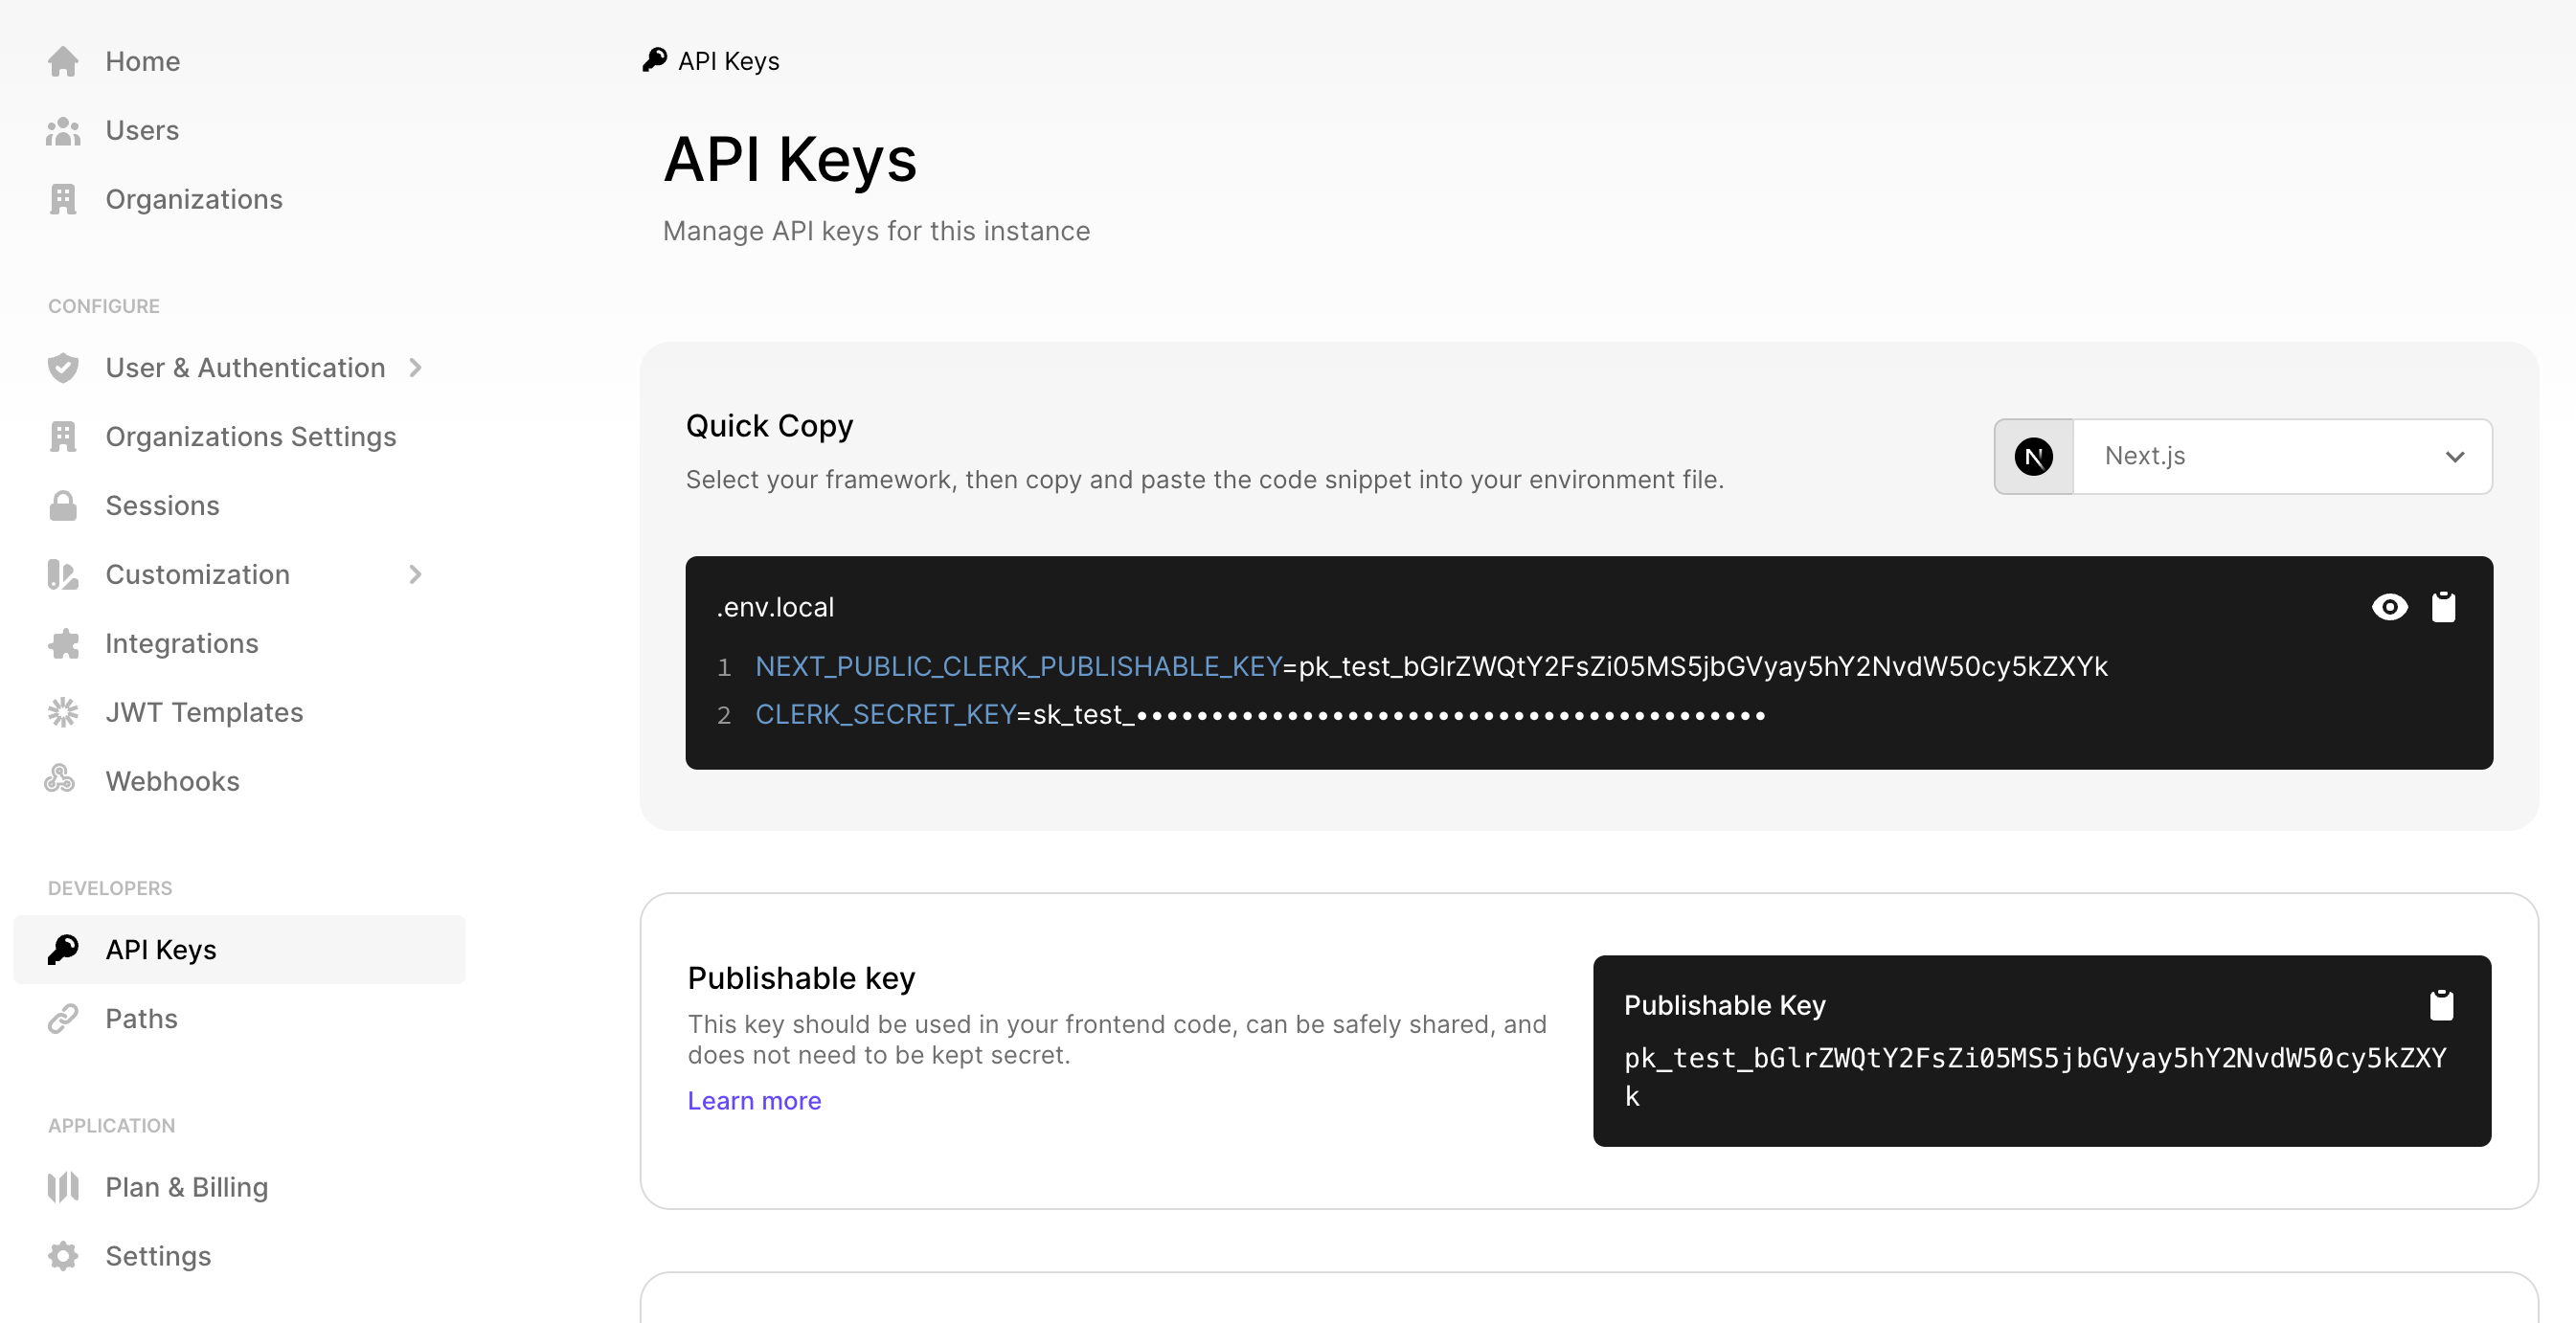 Home
Users
Organizations
CONFIGURE
User & Authentication
Organizations Settings
Sessions
Customization
Integrations
JWT Templates
Webhooks
DEVELOPERS
API Keys
Paths
APPLICATION
Plan & Billing
Settings
API Keys
API Keys
Manage API keys for this instance
Quick Copy
Select your framework, then copy and paste the code snippet into your environment file.
N Next.js
.env.local
1 NEXT_PUBLIC_CLERK_PUBLISHABLE_KEY=pk_test_bGlrZWQtY2FsZi05MS5jbGVyay5hY2NvdW50cy5kZXYk
2 CLERK_SECRET_KEY=sk_test_••••••••••••••••••••••••••••••••••••••••••
Publishable key
This key should be used in your frontend code, can be safely shared, and
does not need to be kept secret.
Learn more
Publishable Key
pk_test_bGlrZWQtY2FsZi05MS5jbGVyay5hY2NvdW50cy5kZXY
k